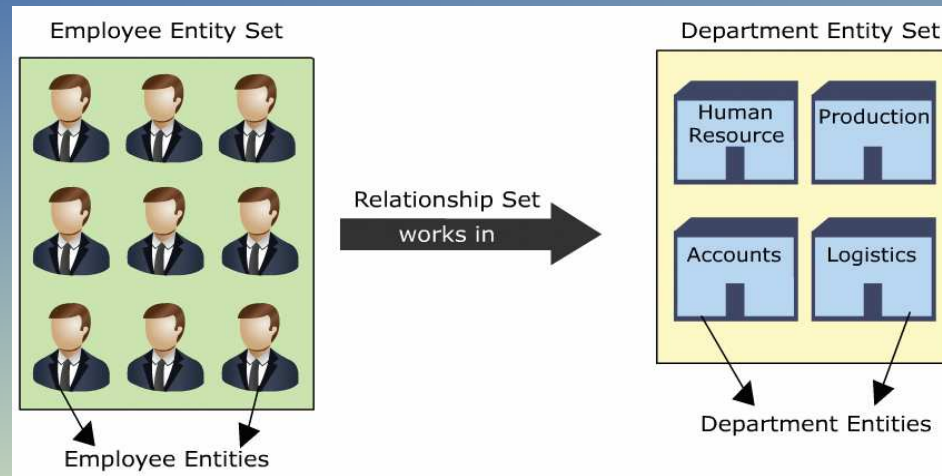 Employee Entity Set
Department Entity Set
Human
Resource
Production
Relationship Set
works in
Accounts
Logistics
Department Entities
Employee Entities